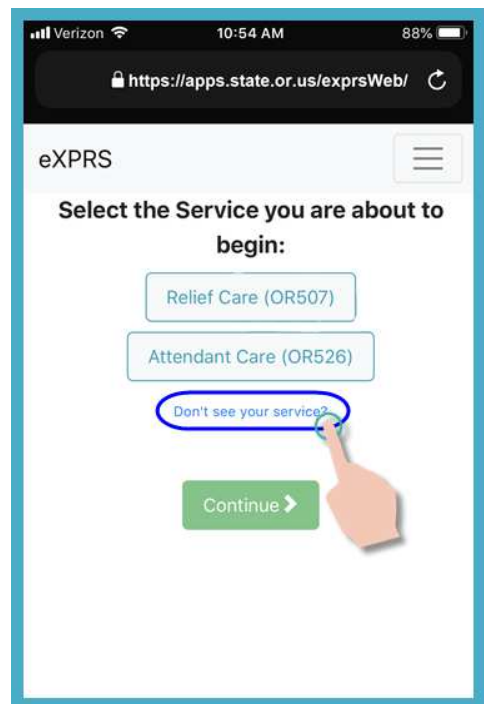 Verizon 10:54 AM 88%
https://apps.state.or.us/exprsWeb/
eXPRS
Select the Service you are about to
begin:
Relief Care (OR507)
Attendant Care (OR526)
Don't see your service?
Continue